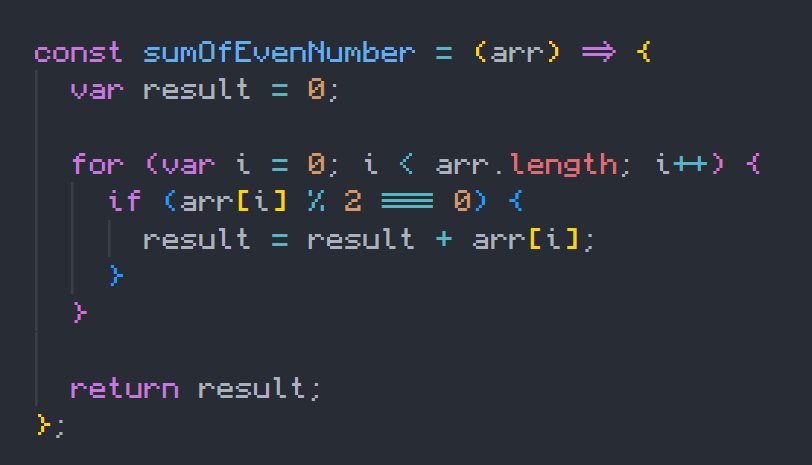 const sumOfEvenNumber = (arr) => {
  var result = 0;

  for (var i = 0; i < arr.length; i++) {
    if (arr[i] % 2 === 0) {
      result = result + arr[i];
    }
  }

  return result;
};